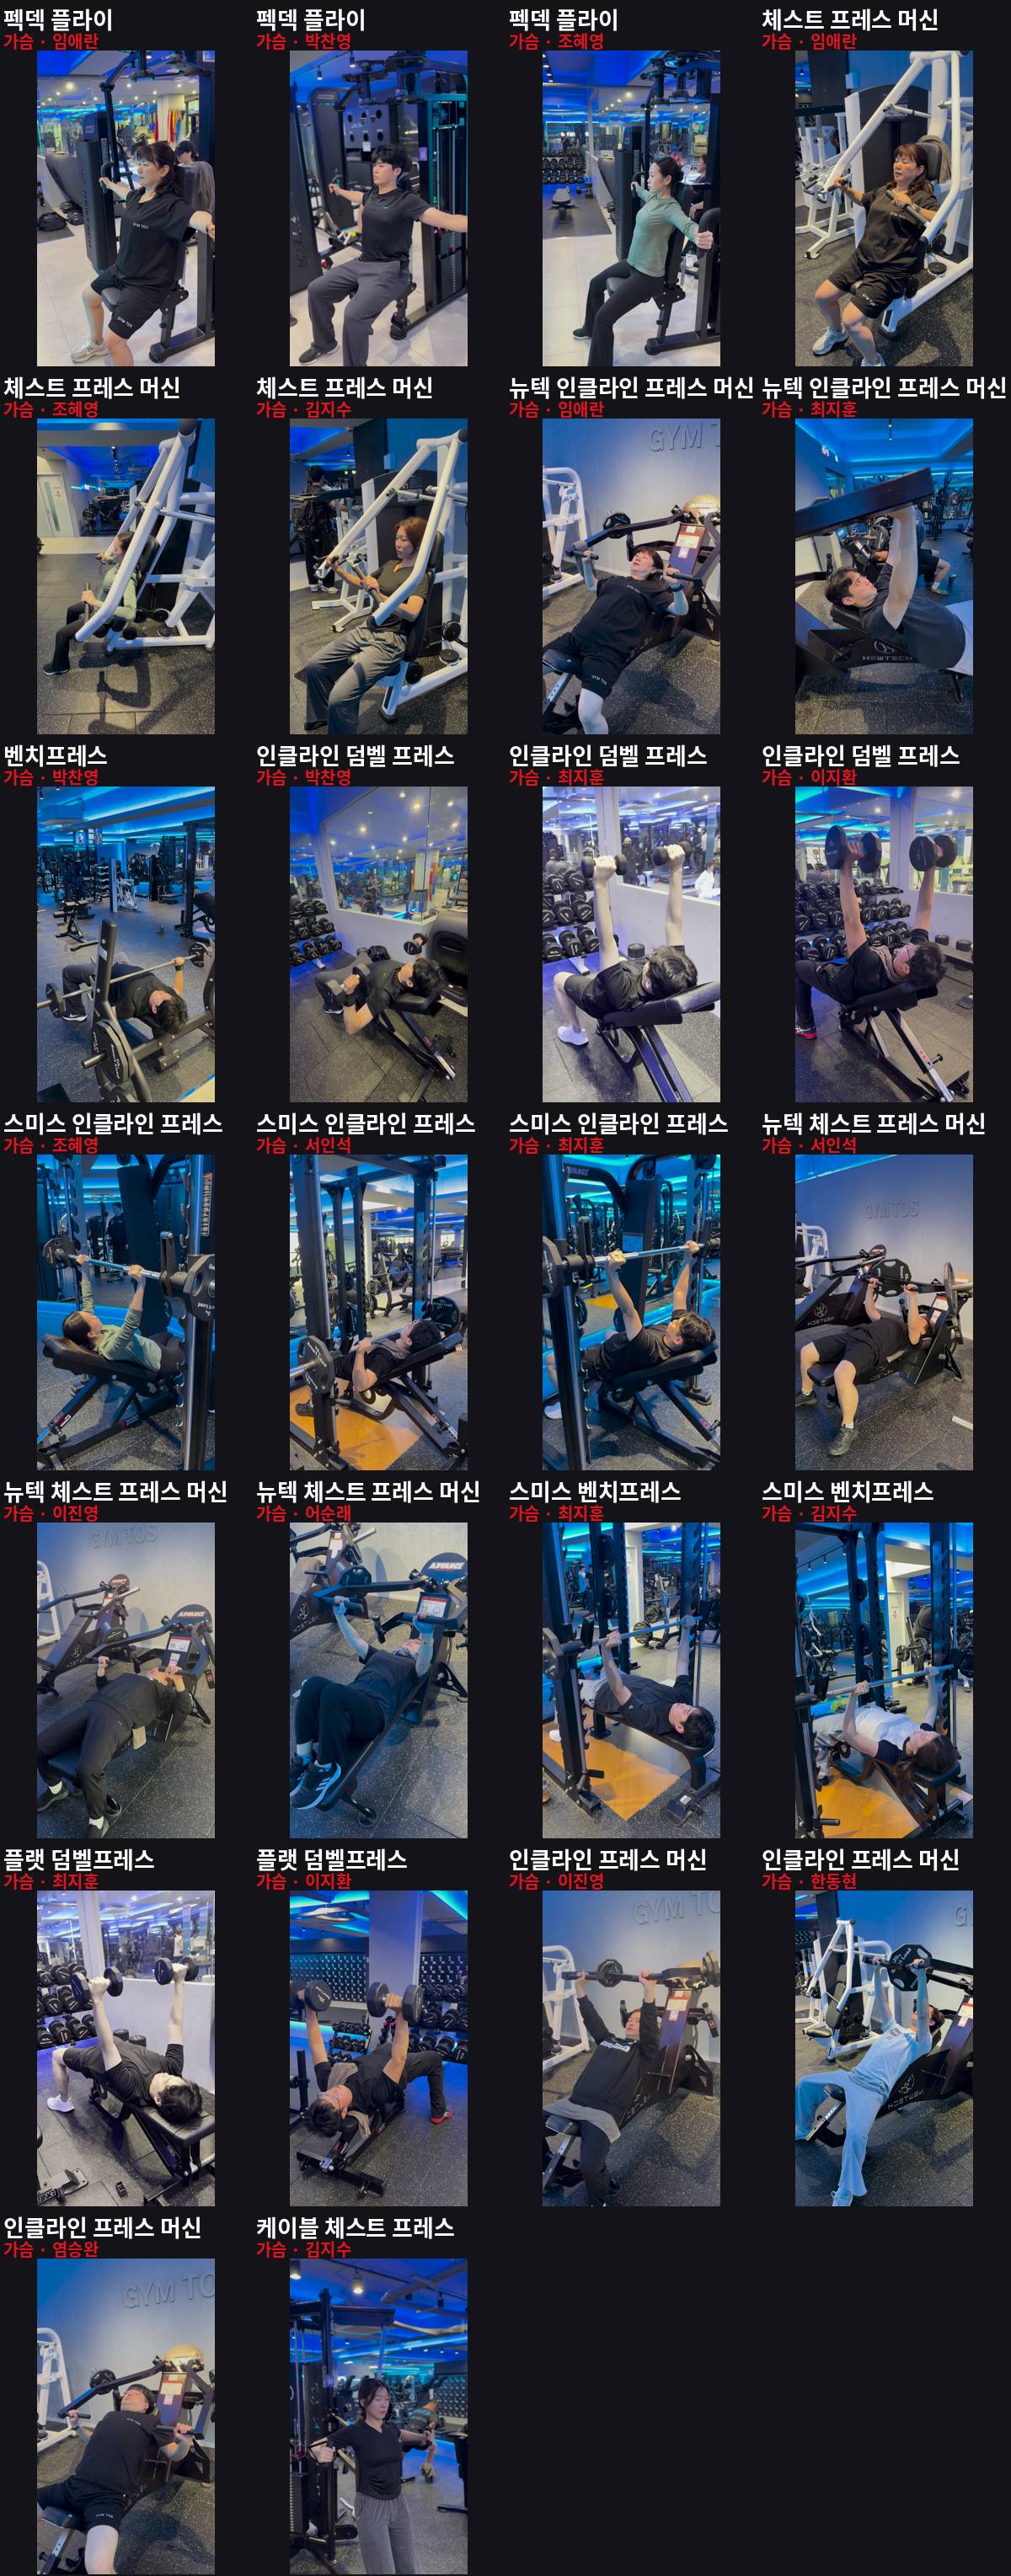 펙덱 플라이
가슴 · 임애란
펙덱 플라이
가슴 · 박찬영
펙덱 플라이
가슴 · 조혜영
체스트 프레스 머신
가슴 · 임애란
체스트 프레스 머신
가슴 · 조혜영
체스트 프레스 머신
가슴 · 김지수
뉴텍 인클라인 프레스 머신
가슴 · 임애란
GYM T
뉴텍 인클라인 프레스 머신
가슴 · 최지훈
NEWTECH
벤치프레스
가슴 · 박찬영
인클라인 덤벨 프레스
가슴 · 박찬영
인클라인 덤벨 프레스
가슴 · 최지훈
인클라인 덤벨 프레스
가슴 · 이지환
스미스 인클라인 프레스
가슴 · 조혜영
스미스 인클라인 프레스
가슴 · 서인석
스미스 인클라인 프레스
가슴 · 최지훈
뉴텍 체스트 프레스 머신
가슴 · 서인석
GYMTOS
뉴텍 체스트 프레스 머신
가슴 · 이진영
GYMTOS
ADVANCE
뉴텍 체스트 프레스 머신
가슴 · 어순래
ADVANCE
스미스 벤치프레스
가슴 · 최지훈
스미스 벤치프레스
가슴 · 김지수
플랫 덤벨프레스
가슴 · 최지훈
플랫 덤벨프레스
가슴 · 이지환
인클라인 프레스 머신
가슴 · 이진영
GYM TO
인클라인 프레스 머신
가슴 · 한동현
G
인클라인 프레스 머신
가슴 · 염승완
GYM TO
케이블 체스트 프레스
가슴 · 김지수